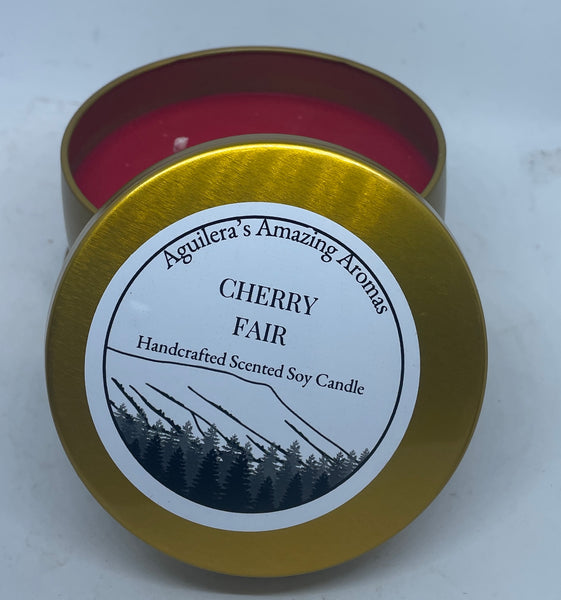 Aguilera's Amazing Aromas
CHERRY
FAIR
Handcrafted Scented Soy Candle